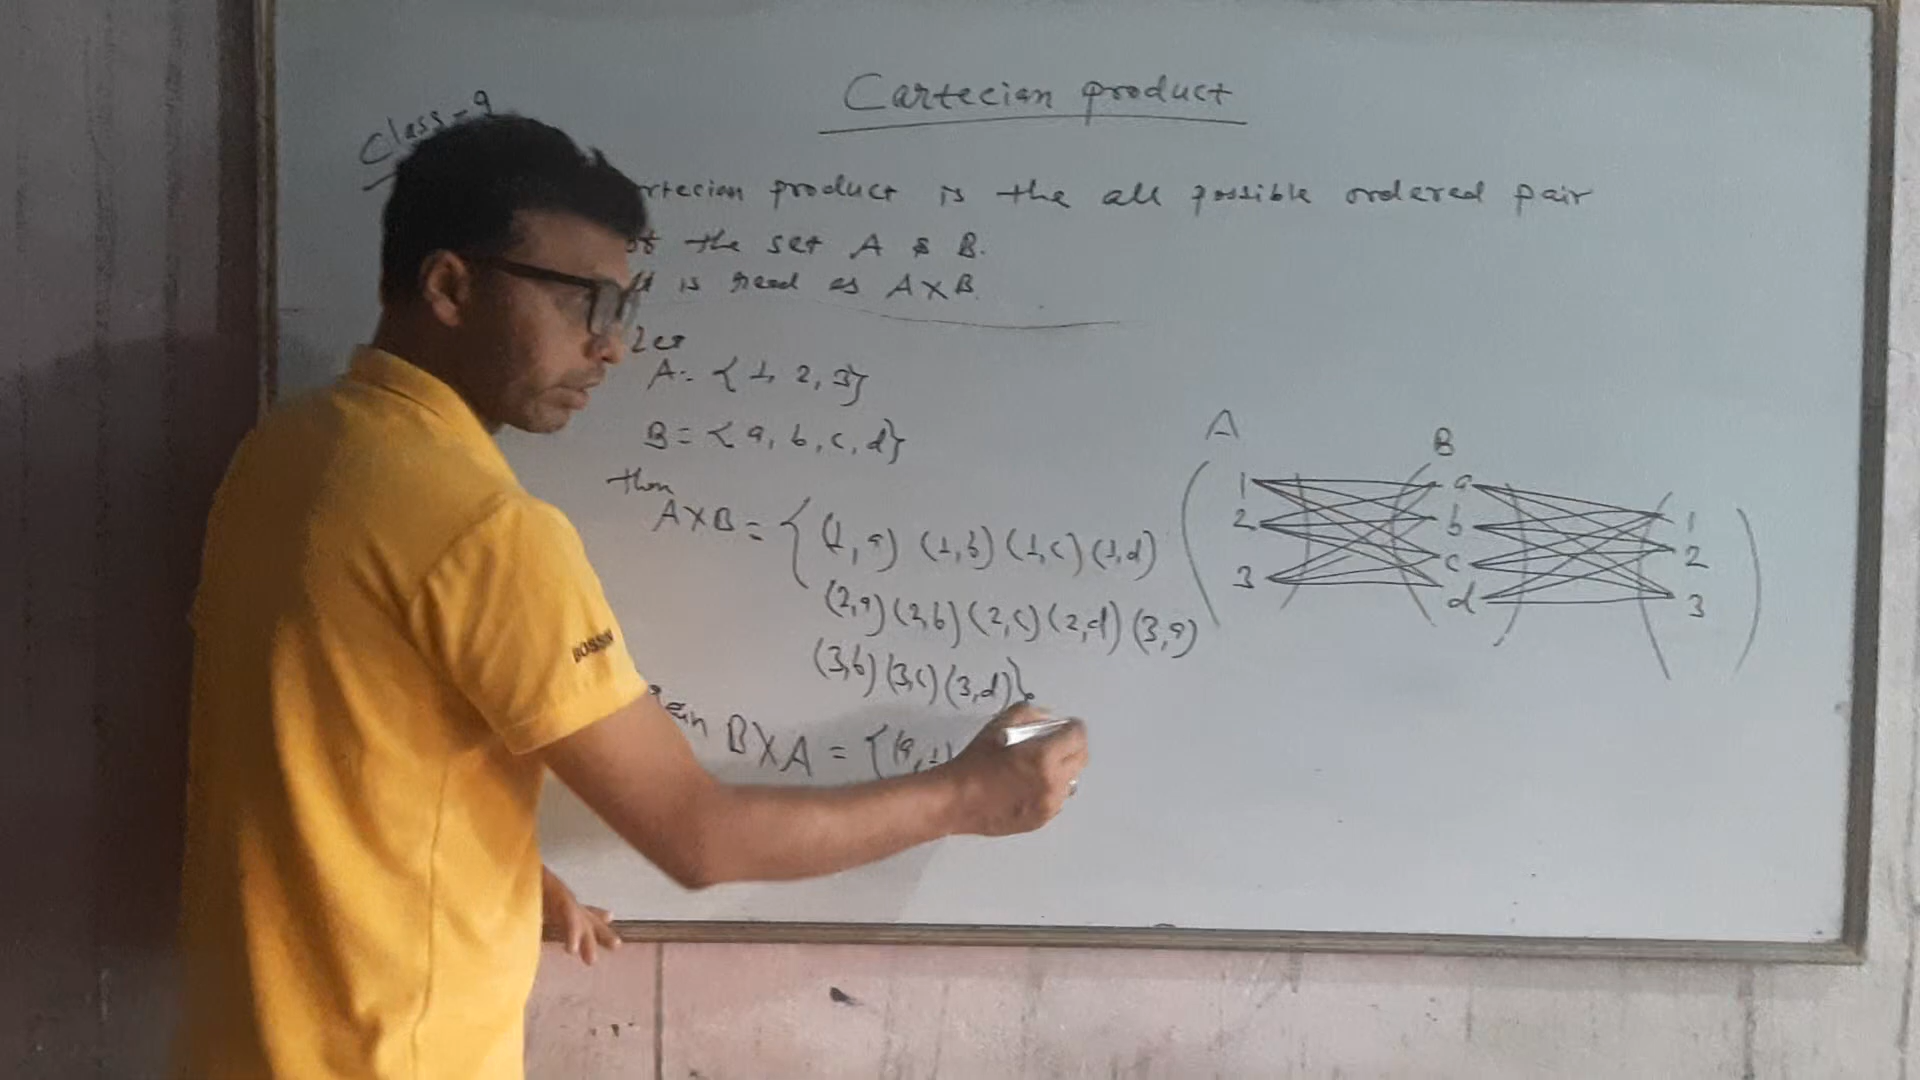 Cartecian product
Class-9
rtecian product is the all possible ordered pair
of the set A & B.
It is read as A×B.
Let
A = {1, 2, 3}
B = {a, b, c, d}
then
A×B = {(1,a) (1,b) (1,c) (1,d)
(2,a) (2,b) (2,c) (2,d) (3,a)
(3,b) (3,c) (3,d)}
B×A = {(a,1)
A
B
1 a 1
2 b 2
3 c 3
d
BOSSIN